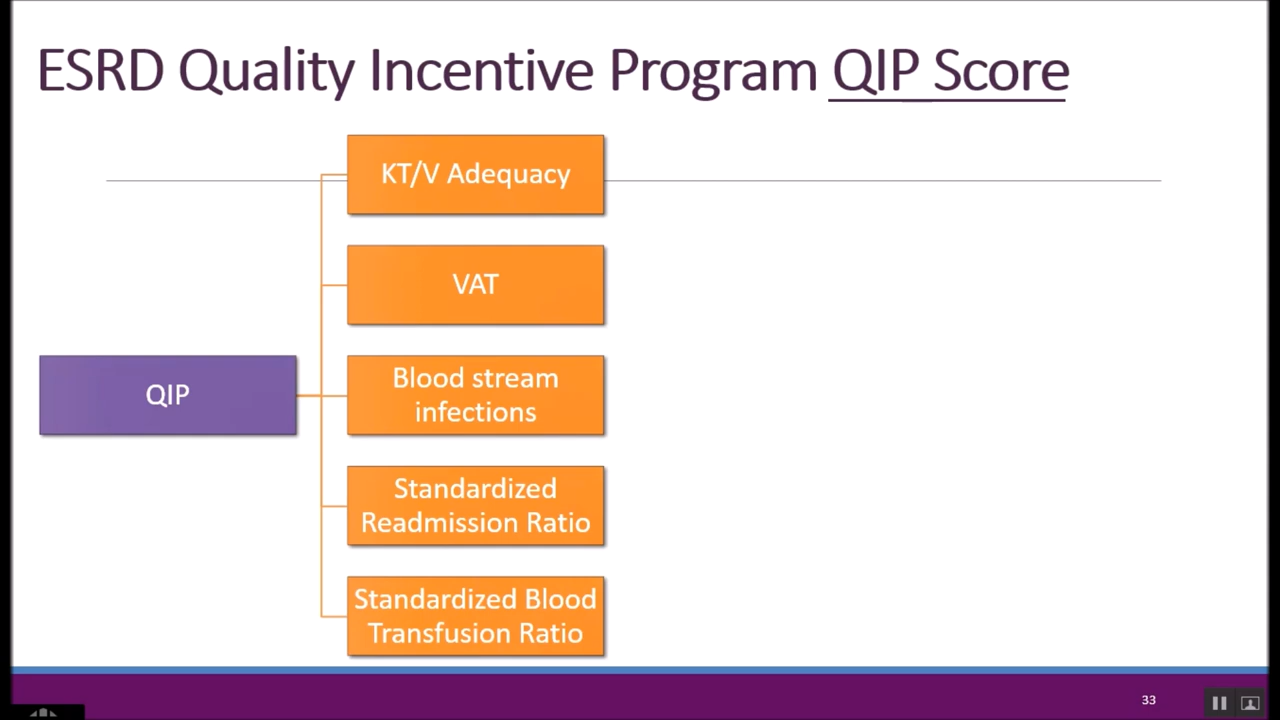 ESRD Quality Incentive Program QIP Score
KT/V Adequacy
VAT
QIP
Blood stream
infections
Standardized
Readmission Ratio
Standardized Blood
Transfusion Ratio
33